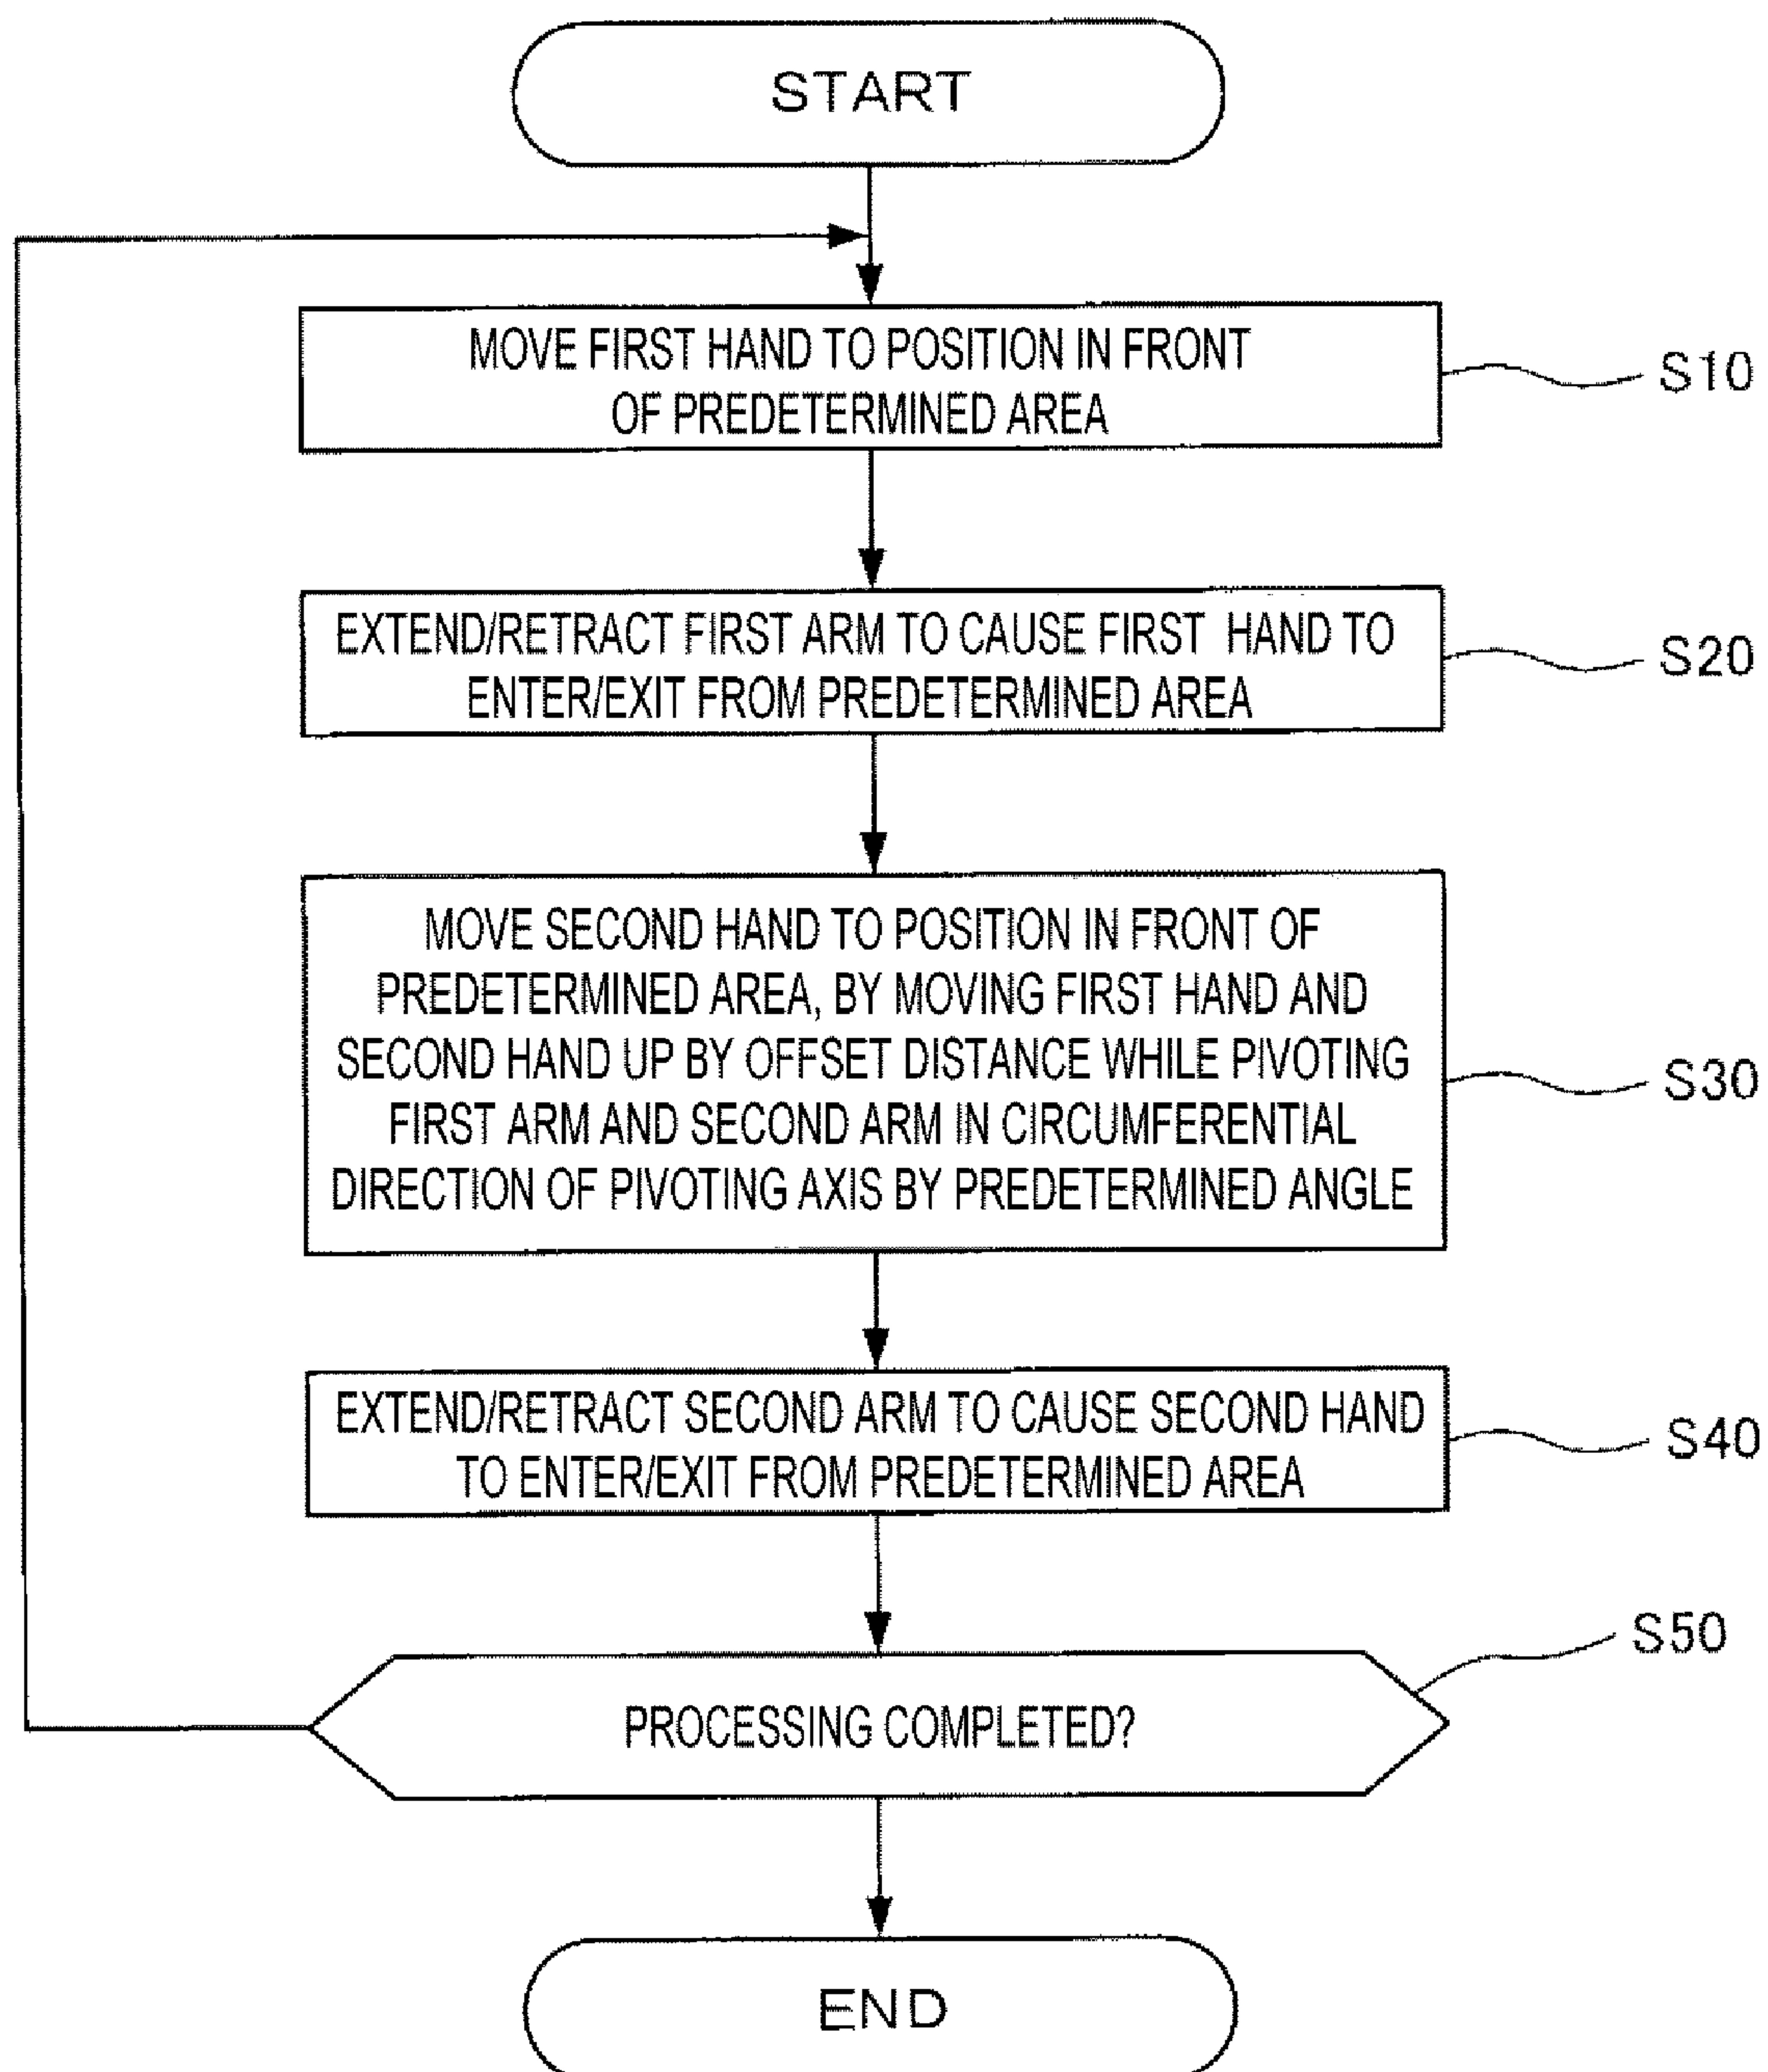 START
MOVE FIRST HAND TO POSITION IN FRONT
OF PREDETERMINED AREA
S10
EXTEND/RETRACT FIRST ARM TO CAUSE FIRST HAND TO
ENTER/EXIT FROM PREDETERMINED AREA
S20
MOVE SECOND HAND TO POSITION IN FRONT OF
PREDETERMINED AREA, BY MOVING FIRST HAND AND
SECOND HAND UP BY OFFSET DISTANCE WHILE PIVOTING
FIRST ARM AND SECOND ARM IN CIRCUMFERENTIAL
DIRECTION OF PIVOTING AXIS BY PREDETERMINED ANGLE
S30
EXTEND/RETRACT SECOND ARM TO CAUSE SECOND HAND
TO ENTER/EXIT FROM PREDETERMINED AREA
S40
PROCESSING COMPLETED?
S50
END